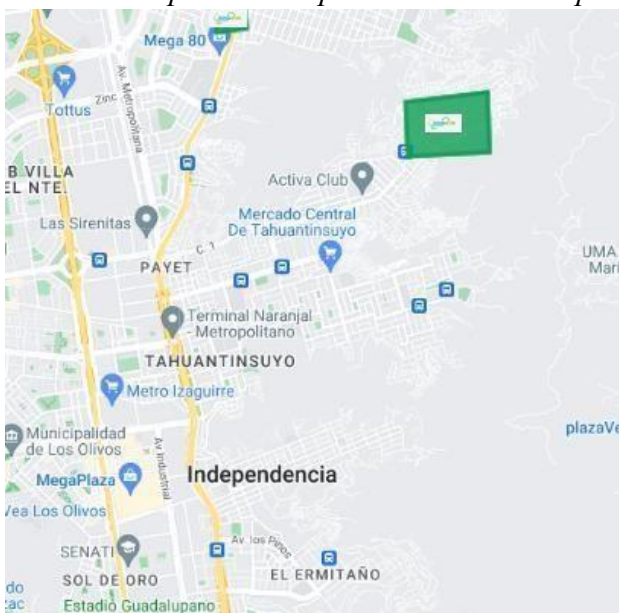 Mega 80
Av. Metropolitana
Zinc
Tottus
B. VILLA
EL NTE.
Activa Club
Las Sirenitas
Mercado Central
De Tahuantinsuyo
C. 1
PAYET
UMA
Mari
Terminal Naranjal
- Metropolitano
TAHUANTINSUYO
Metro Izaguirre
Municipalidad
de Los Olivos
plazaVe
Av. Industrial
MegaPlaza
Independencia
Vea Los Olivos
SENATI
Av. los Pinos
SOL DE ORO
EL ERMITAÑO
do
zac
Estadio Guadalupano